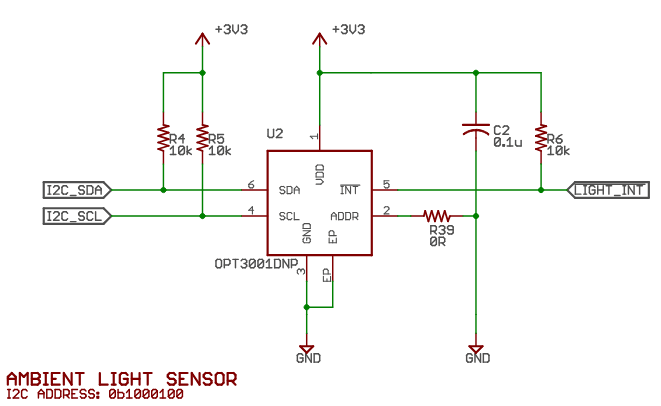 +3V3
+3V3
R4
10k
R5
10k
U2
1
C2
0.1u
R6
10k
VDD
I2C_SDA
6
SDA
INT
5
LIGHT_INT
I2C_SCL
4
SCL
ADDR
2
GND
EP
R39
0R
OPT3001DNP
3
EP
GND
GND
AMBIENT LIGHT SENSOR
I2C ADDRESS: 0b1000100